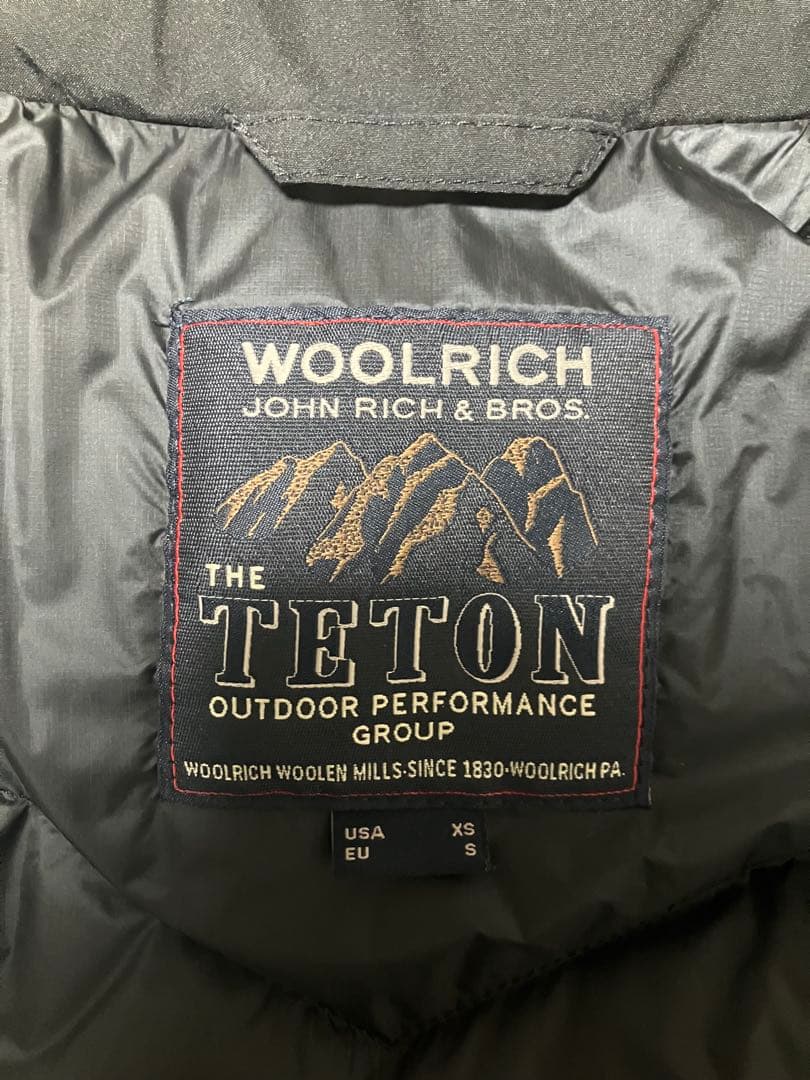 WOOLRICH
JOHN RICH & BROS.
THE
TETON
OUTDOOR PERFORMANCE
GROUP
WOOLRICH WOOLEN MILLS·SINCE 1830·WOOLRICH PA.
USA XS
EU S